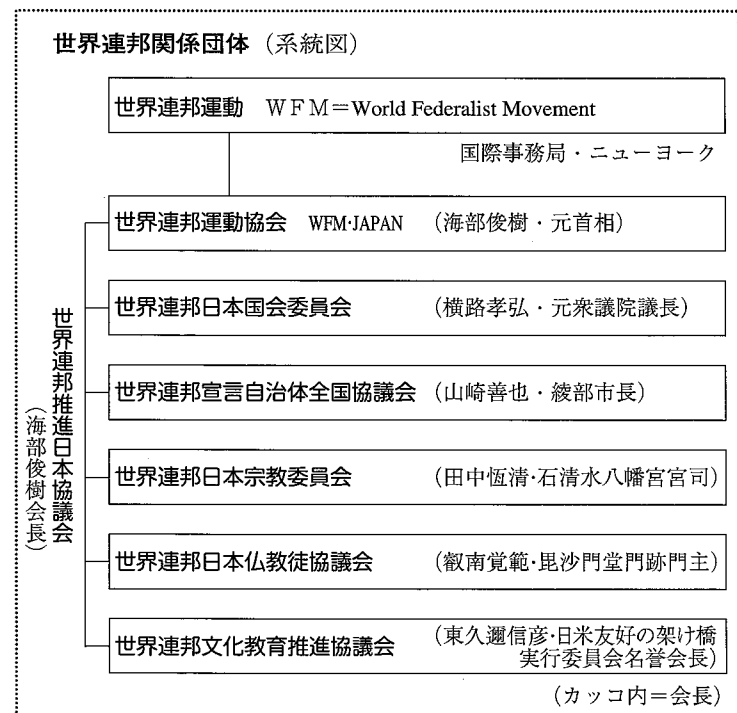 世界連邦関係団体（系統図）
世界連邦運動　ＷＦＭ＝World Federalist Movement
国際事務局・ニューヨーク
世界連邦運動協会　WFM・JAPAN　（海部俊樹・元首相）
世界連邦日本国会委員会　（横路孝弘・元衆議院議長）
世界連邦宣言自治体全国協議会（山崎善也・綾部市長）
世界連邦日本宗教委員会　（田中恆清・石清水八幡宮宮司）
世界連邦日本仏教徒協議会　（叡南覚範・毘沙門堂門跡門主）
世界連邦文化教育推進協議会　（東久邇信彦・日米友好の架け橋
実行委員会名誉会長）
世界連邦推進日本協議会
（海部俊樹会長）
（カッコ内＝会長）